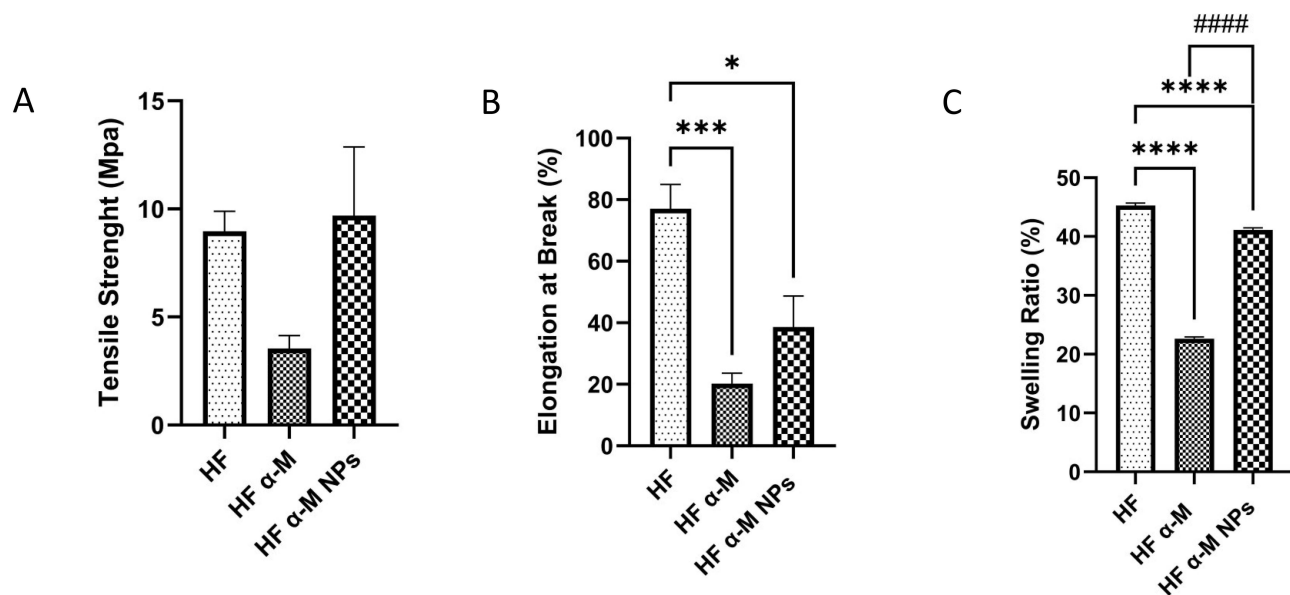 A
Tensile Strenght (Mpa)
15
10
5
0
HF
HF α-M
HF α-M NPs
B
Elongation at Break (%)
*
***
100
80
60
40
20
0
HF
HF α-M
HF α-M NPs
C
Swelling Ratio (%)
####
****
****
50
40
30
20
10
0
HF
HF α-M
HF α-M NPs